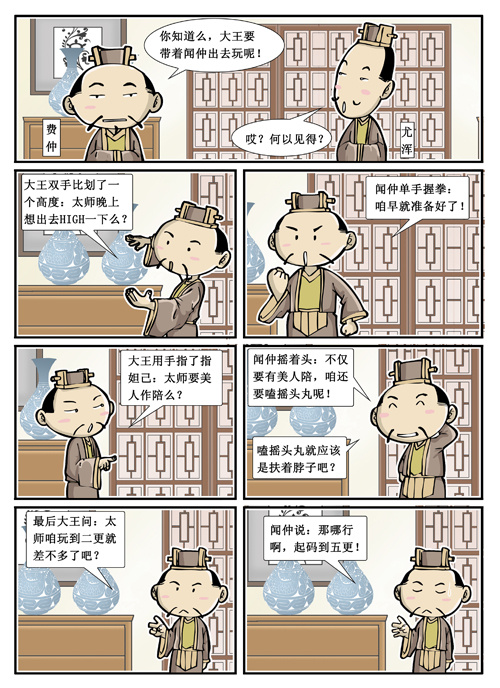 你知道么，大王要
带着闻仲出去玩呢！
费仲
哎？何以见得？
尤浑
大王双手比划了一
个高度：太师晚上
想出去HIGH一下么？
闻仲单手握拳：
咱早就准备好了！
大王用手指了指
妲己：太师要美
人作陪么？
闻仲摇着头：不仅
要有美人陪，咱还
要嗑摇头丸呢！
嗑摇头丸就应该
是扶着脖子吧？
最后大王问：太
师咱玩到二更就
差不多了吧？
闻仲说：那哪行
啊，起码到五更！